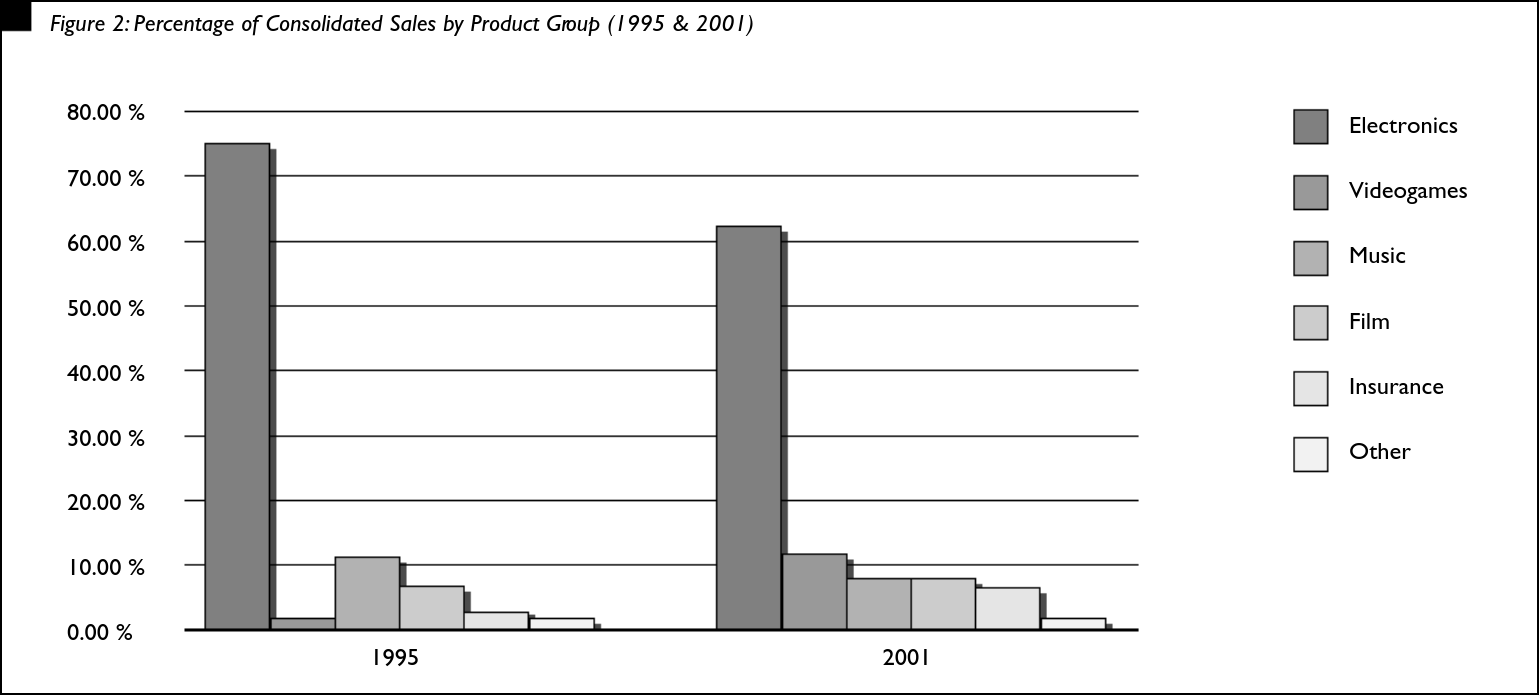 Figure 2: Percentage of Consolidated Sales by Product Group (1995 & 2001)
80.00 %
70.00 %
60.00 %
50.00 %
40.00 %
30.00 %
20.00 %
10.00 %
0.00 %
1995
2001
Electronics
Videogames
Music
Film
Insurance
Other